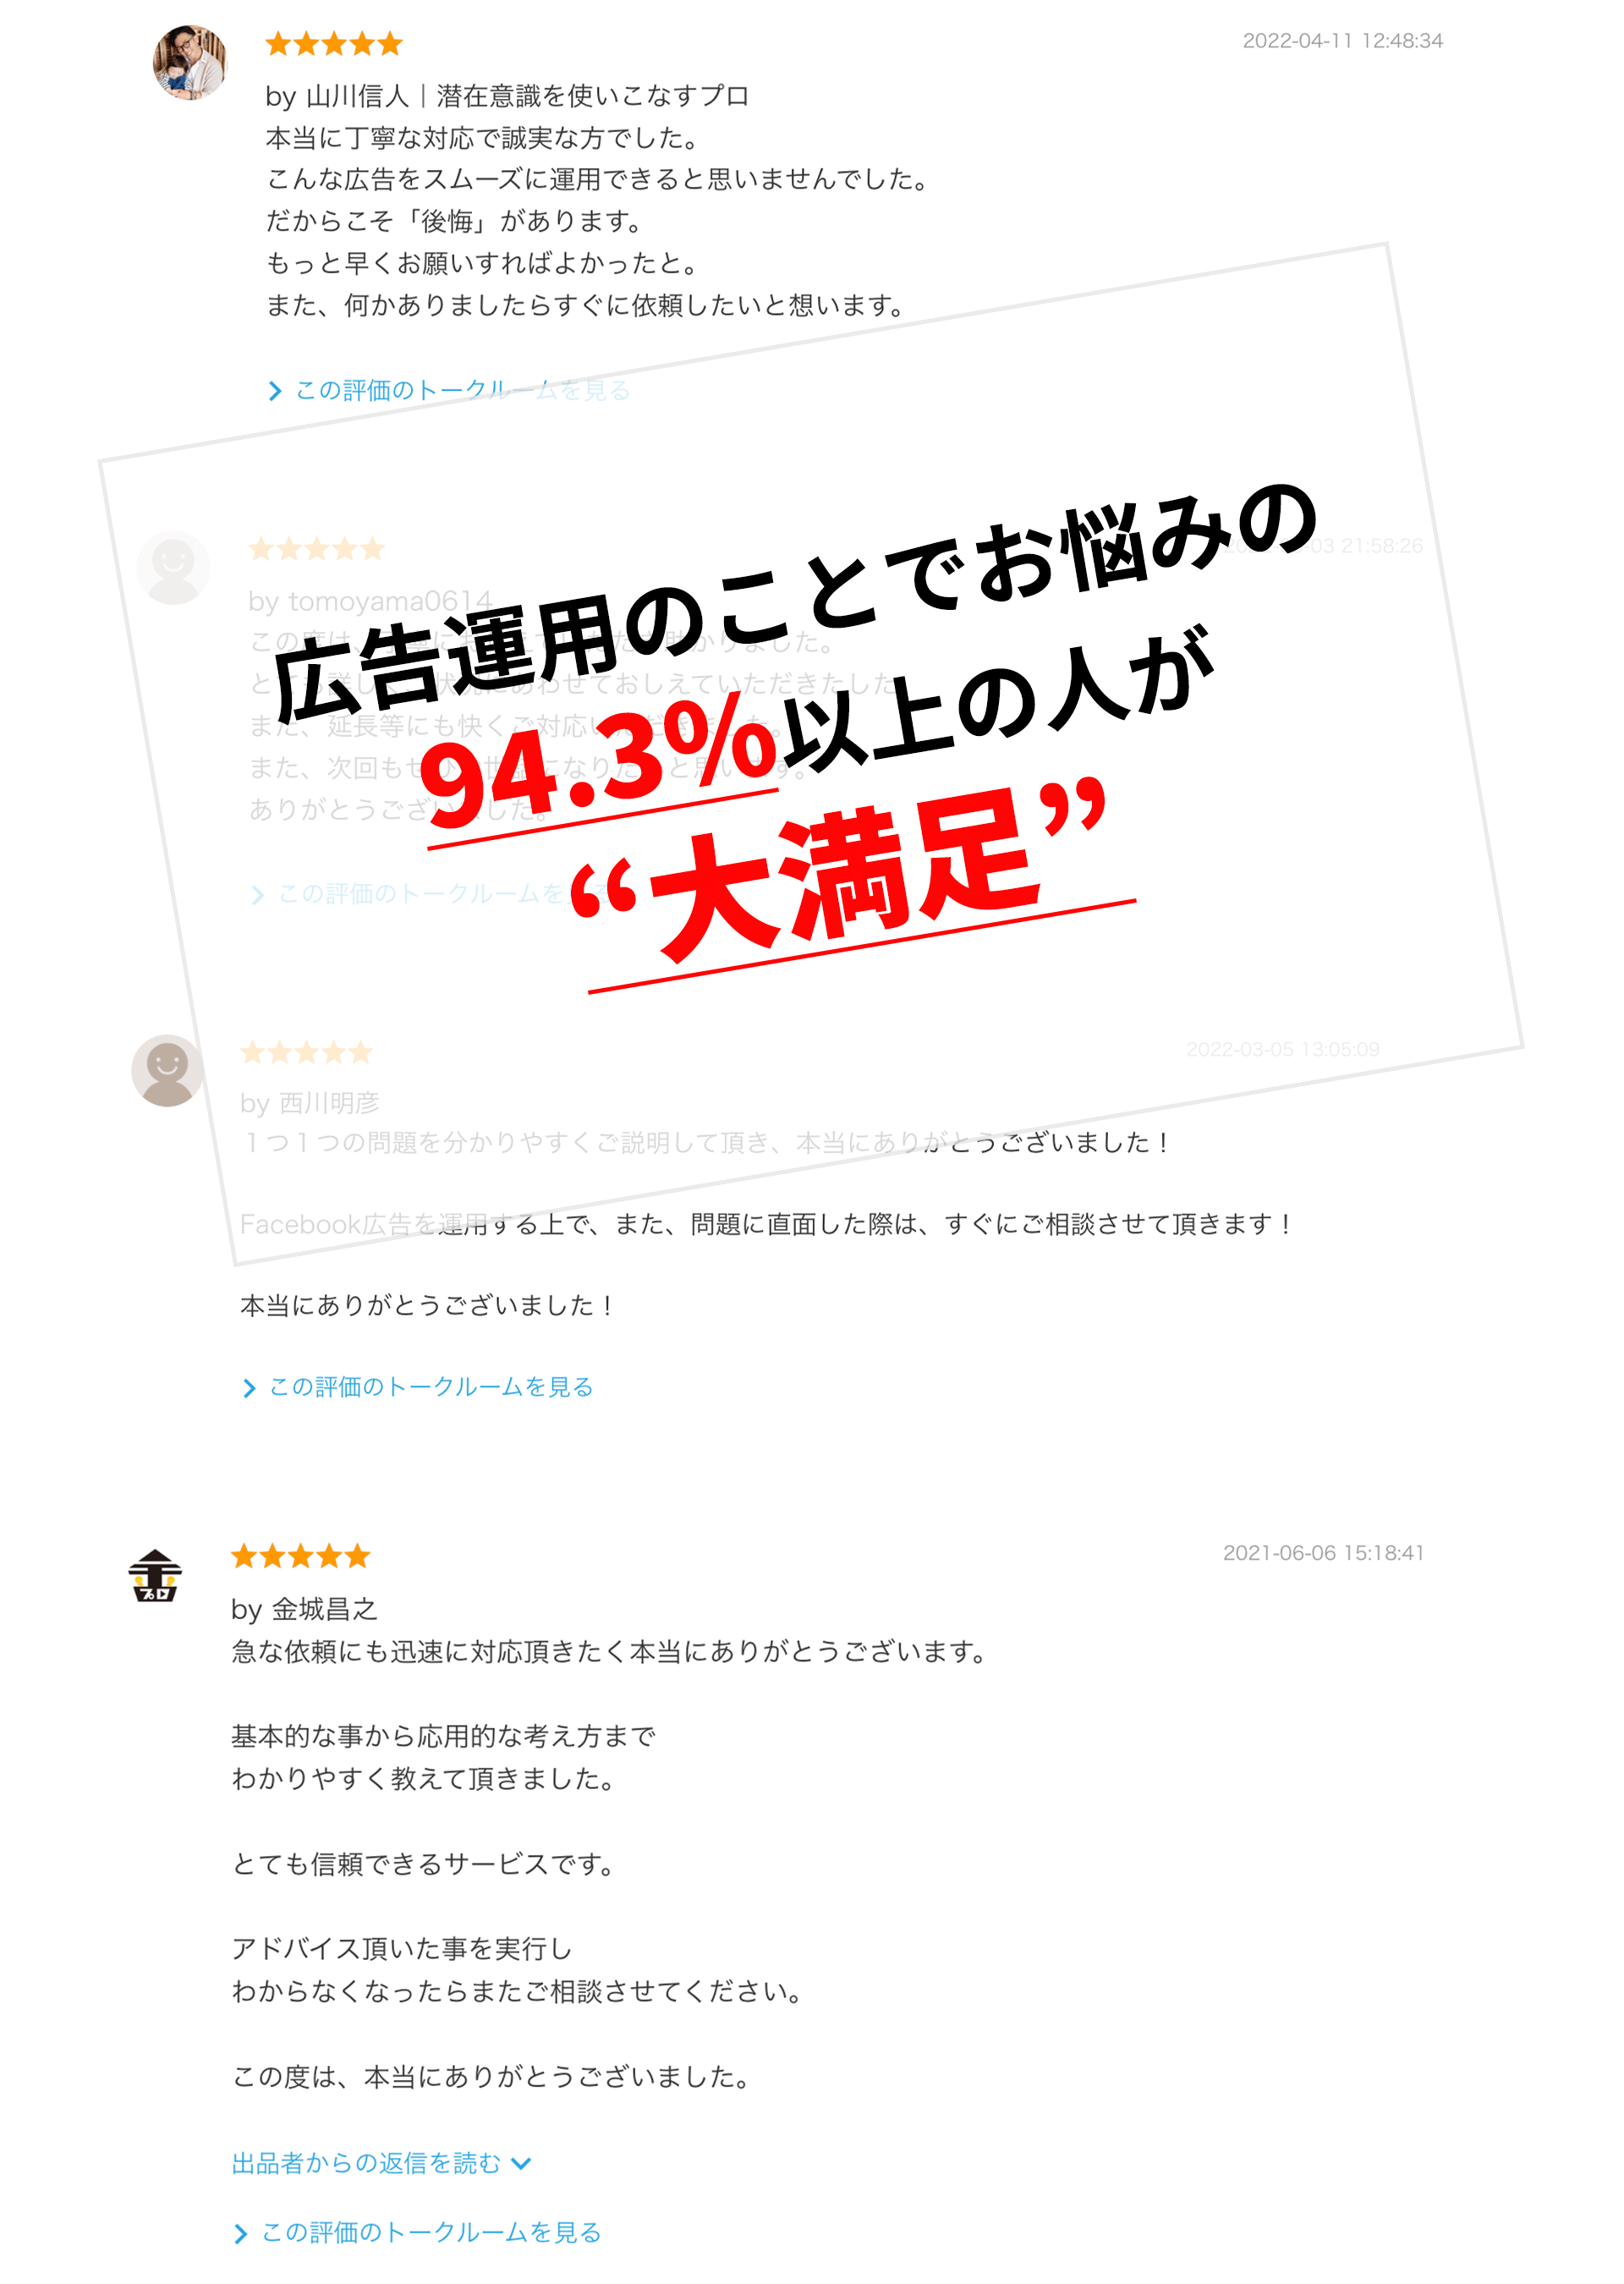 2022-04-11 12:48:34
by 山川信人｜潜在意識を使いこなすプロ
本当に丁寧な対応で誠実な方でした。
こんな広告をスムーズに運用できると思いませんでした。
だからこそ「後悔」があります。
もっと早くお願いすればよかったと。
また、何かありましたらすぐに依頼したいと想います。
この評価のトークルームを見る
広告運用のことでお悩みの
94.3%以上の人が
“大満足”
03 21:58:26
by tomoyama0614
この度は、
助かりました。
わせておしえていただきたした
また、延長等にも快くご対応い
また、次回もぜひ
ありがとうござい
ました。
この評価のトークルームを見
2022-03-05 13:05:09
by 西川明彦
１つ１つの問題を分かりやすくご説明して頂き、本当にありがとうございました！
Facebook広告を運用する上で、また、問題に直面した際は、すぐにご相談させて頂きます！
本当にありがとうございました！
この評価のトークルームを見る
2021-06-06 15:18:41
プロ
by 金城昌之
急な依頼にも迅速に対応頂きたく本当にありがとうございます。
基本的な事から応用的な考え方まで
わかりやすく教えて頂きました。
とても信頼できるサービスです。
アドバイス頂いた事を実行し
わからなくなったらまたご相談させてください。
この度は、本当にありがとうございました。
出品者からの返信を読む
この評価のトークルームを見る